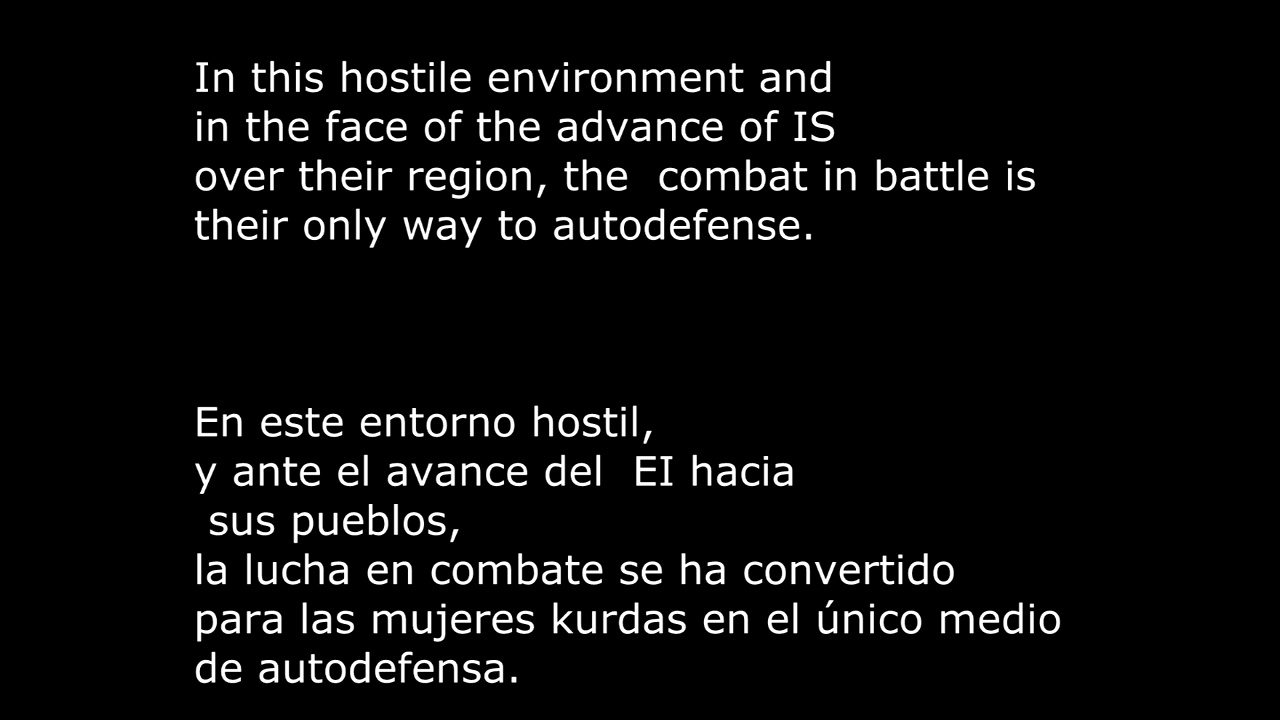 In this hostile environment and
in the face of the advance of IS
over their region, the  combat in battle is
their only way to autodefense.
En este entorno hostil,
y ante el avance del  EI hacia
sus pueblos,
la lucha en combate se ha convertido
para las mujeres kurdas en el único medio
de autodefensa.